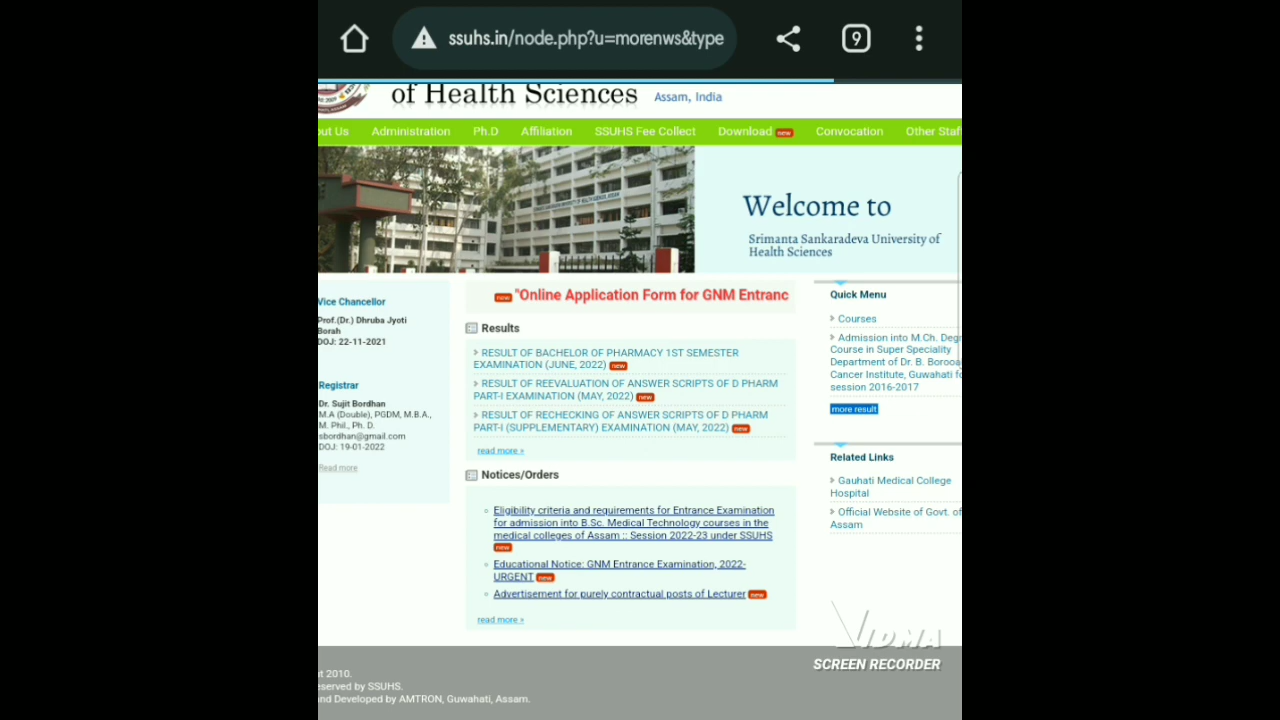 ssuhs.in/node.php?u=morenws&type
9
of Health Sciences Assam, India
out Us Administration Ph.D Affiliation SSUHS Fee Collect Download new Convocation Other Staf
Welcome to
Srimanta Sankaradeva University of
Health Sciences
Vice Chancellor
Prof.(Dr.) Dhruba Jyoti
Borah
DOJ: 22-11-2021
Registrar
Dr. Sujit Bordhan
M.A (Double), PGDM, M.B.A.,
M. Phil., Ph. D.
sbordhan@gmail.com
DOJ: 19-01-2022
Read more
new "Online Application Form for GNM Entranc
Results
RESULT OF BACHELOR OF PHARMACY 1ST SEMESTER
EXAMINATION (JUNE, 2022) new
RESULT OF REEVALUATION OF ANSWER SCRIPTS OF D PHARM
PART-I EXAMINATION (MAY, 2022) new
RESULT OF RECHECKING OF ANSWER SCRIPTS OF D PHARM
PART-I (SUPPLEMENTARY) EXAMINATION (MAY, 2022) new
read more »
Notices/Orders
Eligibility criteria and requirements for Entrance Examination
for admission into B.Sc. Medical Technology courses in the
medical colleges of Assam :: Session 2022-23 under SSUHS
new
Educational Notice: GNM Entrance Examination, 2022-
URGENT new
Advertisement for purely contractual posts of Lecturer new
read more »
Quick Menu
Courses
Admission into M.Ch. Degr
Course in Super Speciality
Department of Dr. B. Borooa
Cancer Institute, Guwahati fo
session 2016-2017
more result
Related Links
Gauhati Medical College
Hospital
Official Website of Govt. of
Assam
VIDMA
SCREEN RECORDER
t 2010.
eserved by SSUHS.
and Developed by AMTRON, Guwahati, Assam.